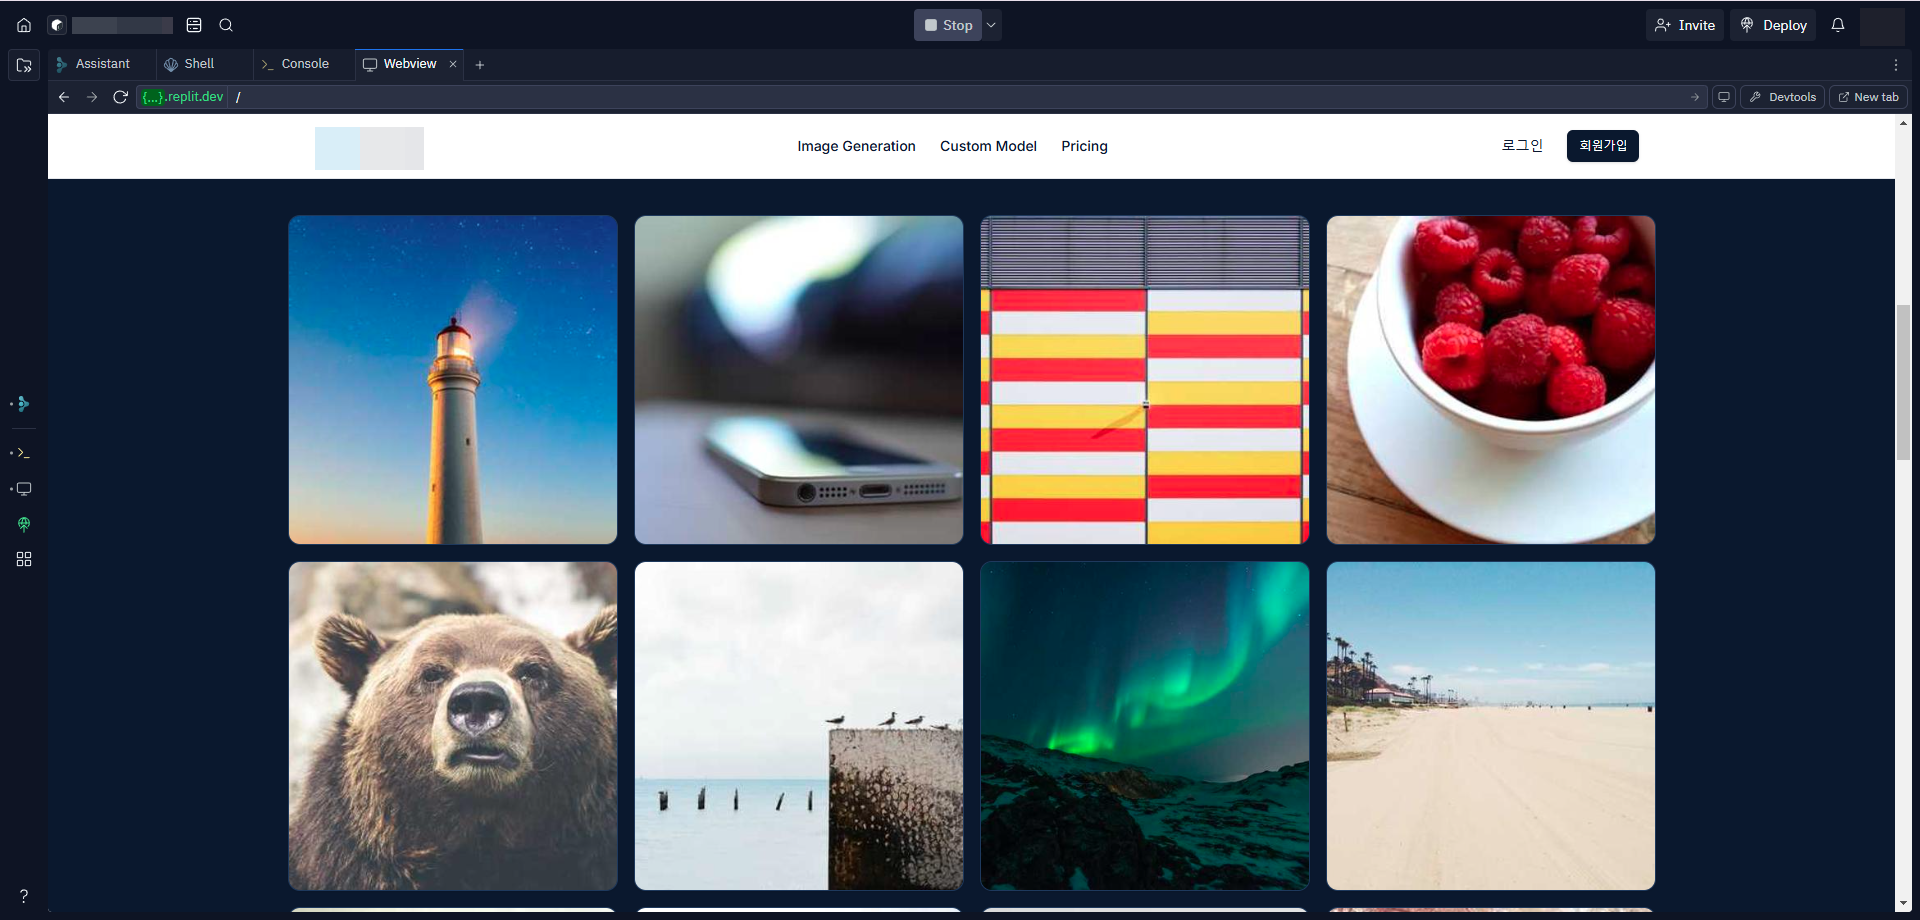 Stop
Invite
Deploy
Assistant
Shell
Console
Webview
{...}.replit.dev
/
Devtools
New tab
Image Generation
Custom Model
Pricing
로그인
회원가입
?